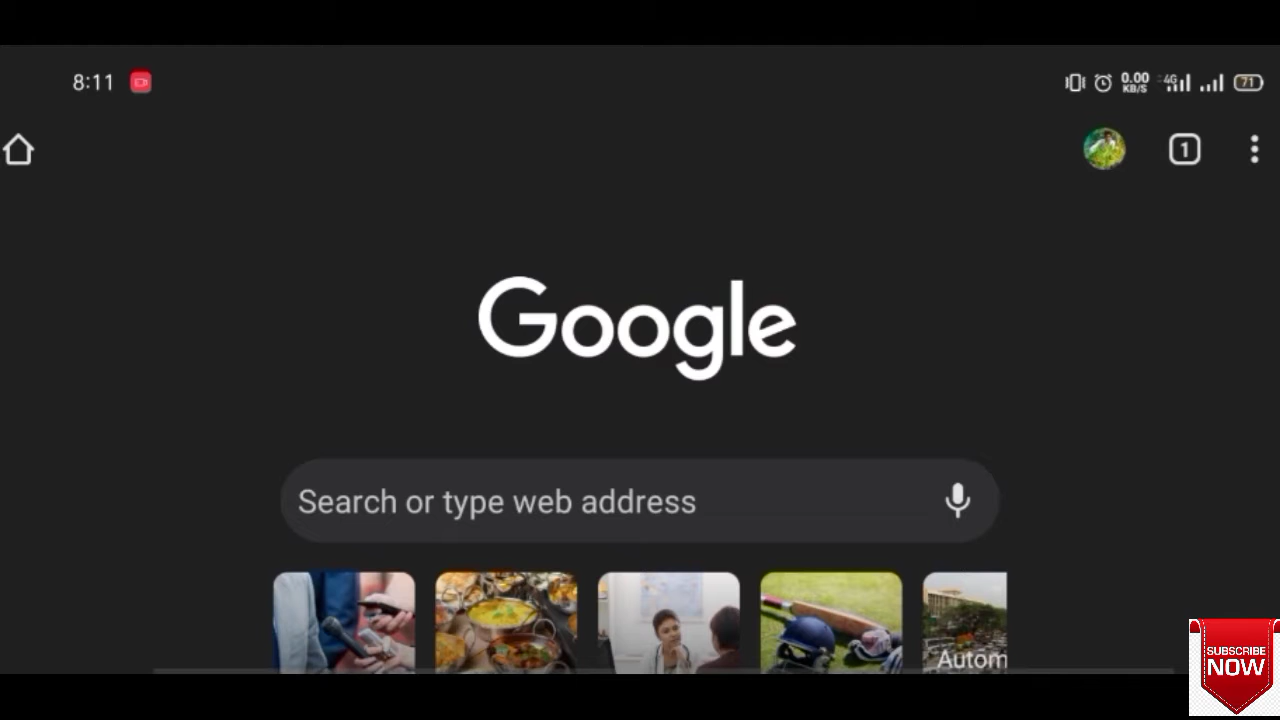 8:11
0.00
KB/S
4G
71
1
Google
Search or type web address
Autom
SUBSCRIBE
NOW